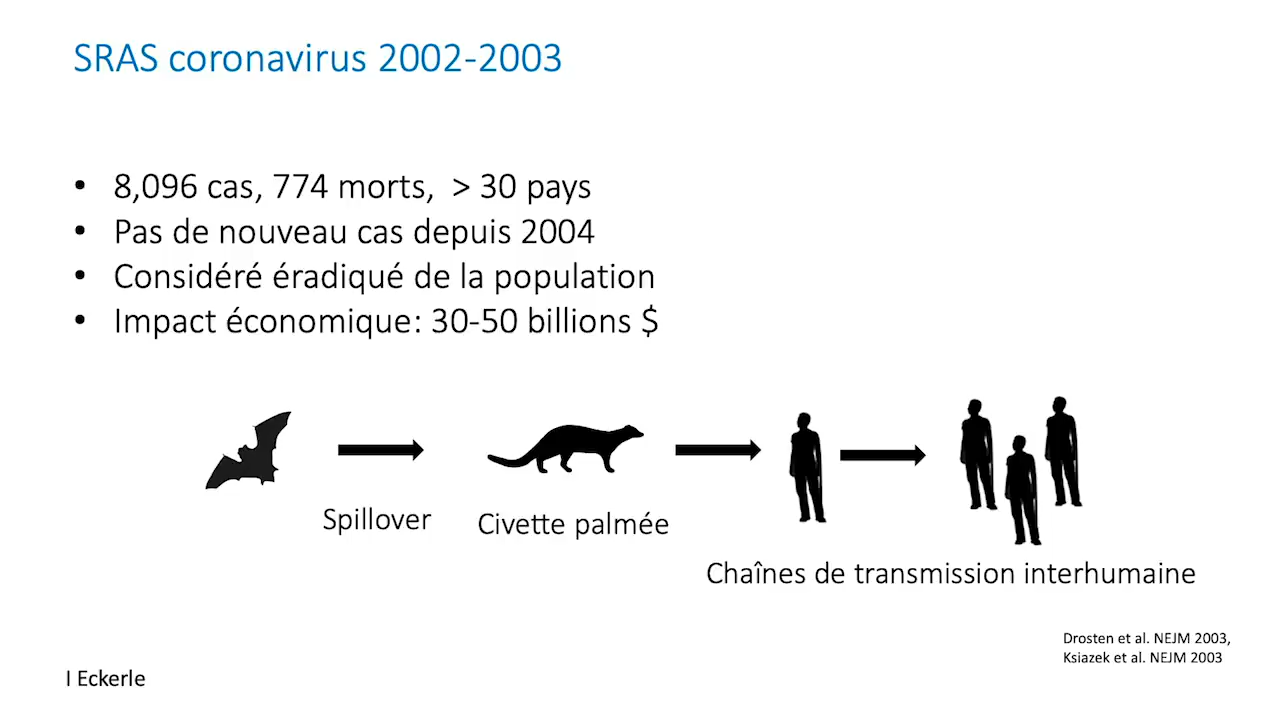 SRAS coronavirus 2002-2003
• 8,096 cas, 774 morts,  > 30 pays
• Pas de nouveau cas depuis 2004
• Considéré éradiqué de la population
• Impact économique: 30-50 billions $
Spillover
Civette palmée
Chaînes de transmission interhumaine
Drosten et al. NEJM 2003,
Ksiazek et al. NEJM 2003
I Eckerle